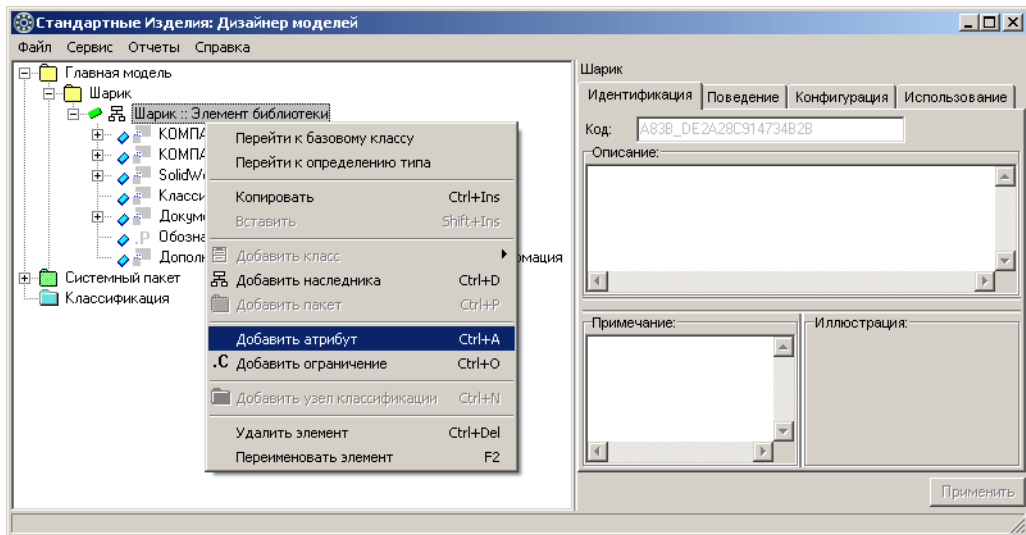 Стандартные Изделия: Дизайнер моделей
Файл Сервис Отчеты Справка
Главная модель
Шарик
Шарик :: Элемент библиотеки
КОМПА
КОМПА
SolidW
Класси
Докум
.P Обозна
Допол
рмация
Системный пакет
Классификация
Перейти к базовому классу
Перейти к определению типа
Копировать Ctrl+Ins
Вставить Shift+Ins
Добавить класс
Добавить наследника Ctrl+D
Добавить пакет Ctrl+P
Добавить атрибут Ctrl+A
.C Добавить ограничение Ctrl+O
Добавить узел классификации Ctrl+N
Удалить элемент Ctrl+Del
Переименовать элемент F2
Шарик
Идентификация Поведение Конфигурация Использование
Код: A83B_DE2A28C914734B2B
Описание:
Примечание:
Иллюстрация:
Применить